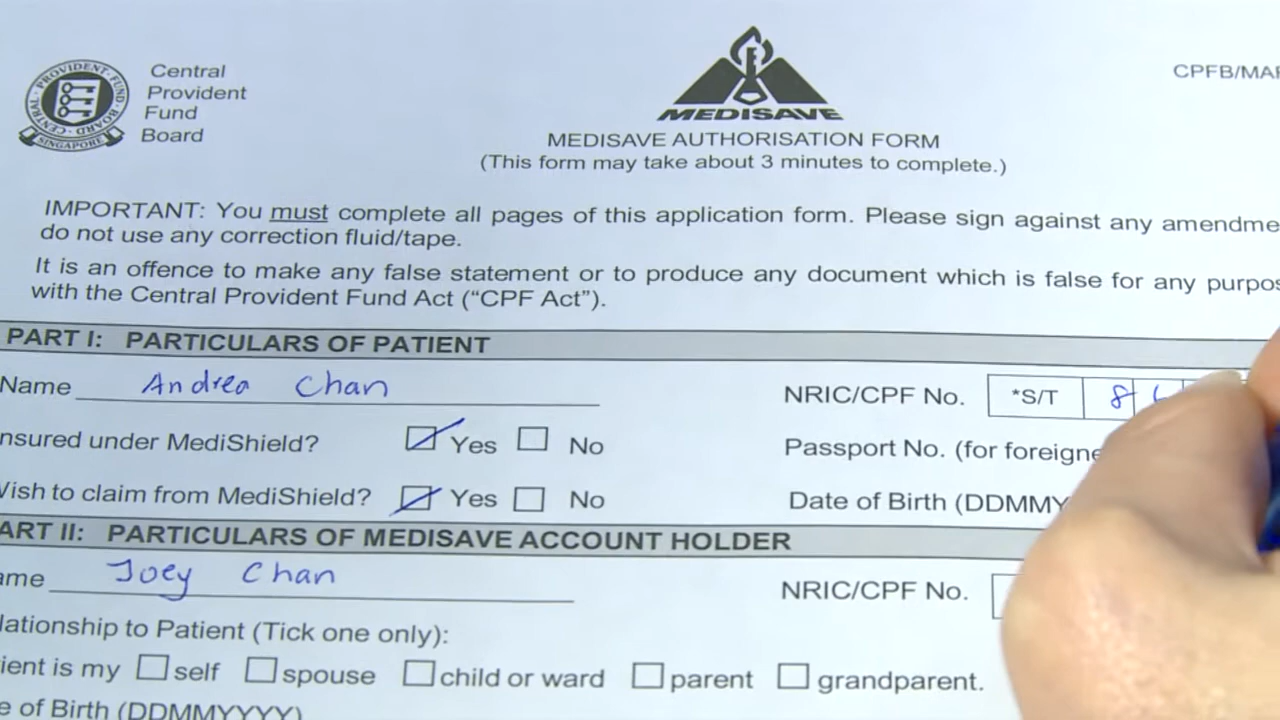 Central
Provident
Fund
Board
CENTRAL PROVIDENT FUND BOARD
SINGAPORE
MEDISAVE
CPFB/MAF
MEDISAVE AUTHORISATION FORM
(This form may take about 3 minutes to complete.)
IMPORTANT: You must complete all pages of this application form. Please sign against any amendme
do not use any correction fluid/tape.
It is an offence to make any false statement or to produce any document which is false for any purpos
with the Central Provident Fund Act (“CPF Act”).
PART I: PARTICULARS OF PATIENT
Name Andrea Chan NRIC/CPF No. *S/T 8
nsured under MediShield? Yes No Passport No. (for foreigne
Wish to claim from MediShield? Yes No Date of Birth (DDMMY
ART II: PARTICULARS OF MEDISAVE ACCOUNT HOLDER
ame Joey Chan NRIC/CPF No.
lationship to Patient (Tick one only):
ient is my self spouse child or ward parent grandparent.
e of Birth (DDMMYYYY)